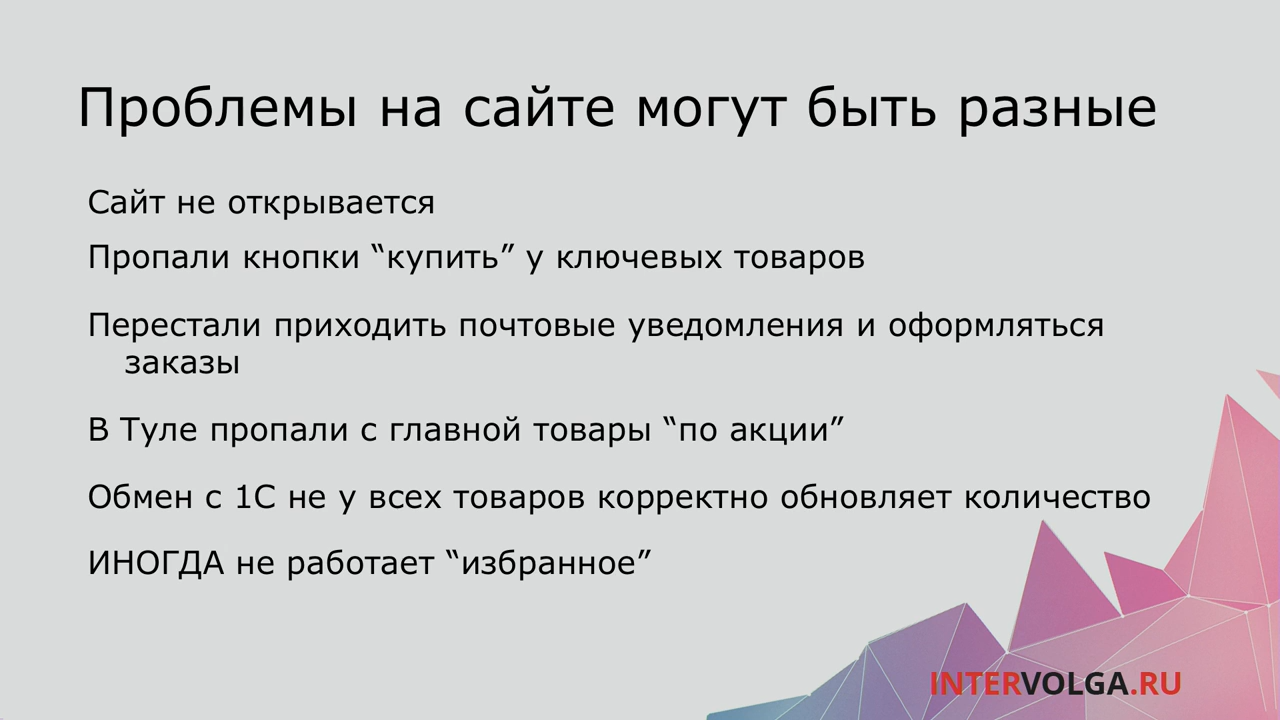 Проблемы на сайте могут быть разные
Сайт не открывается
Пропали кнопки “купить” у ключевых товаров
Перестали приходить почтовые уведомления и оформляться
заказы
В Туле пропали с главной товары “по акции”
Обмен с 1С не у всех товаров корректно обновляет количество
ИНОГДА не работает “избранное”
INTERVOLGA.RU